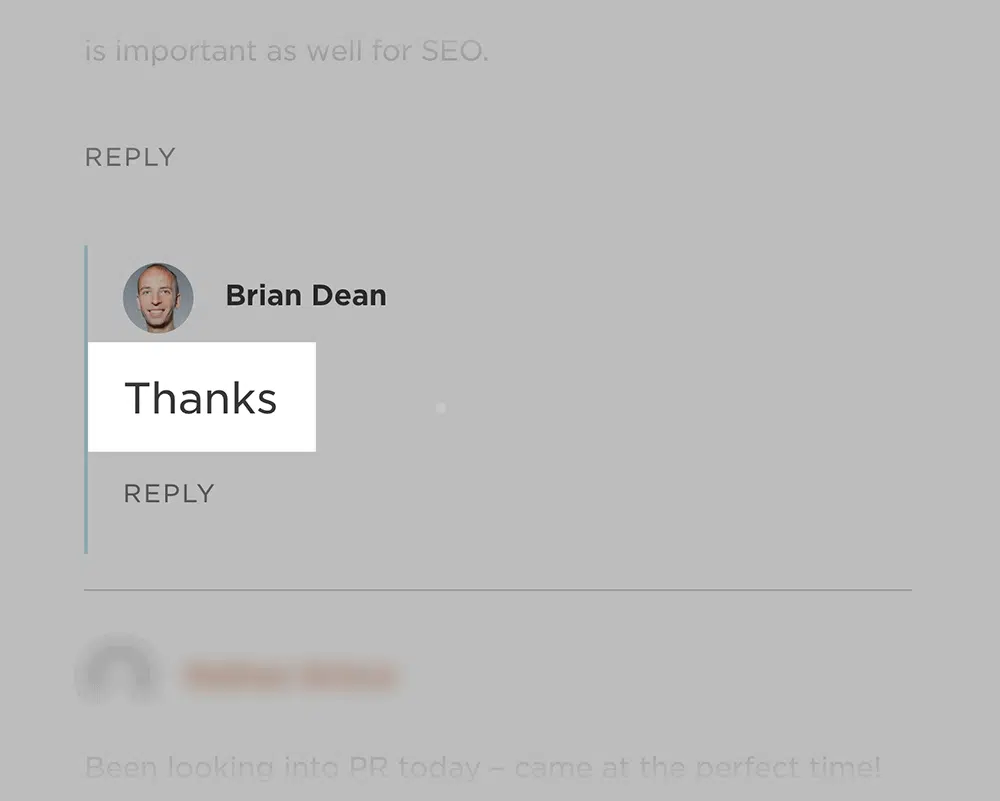 is important as well for SEO.
REPLY
Brian Dean
Thanks
REPLY
Been looking into PR today – came at the perfect time!